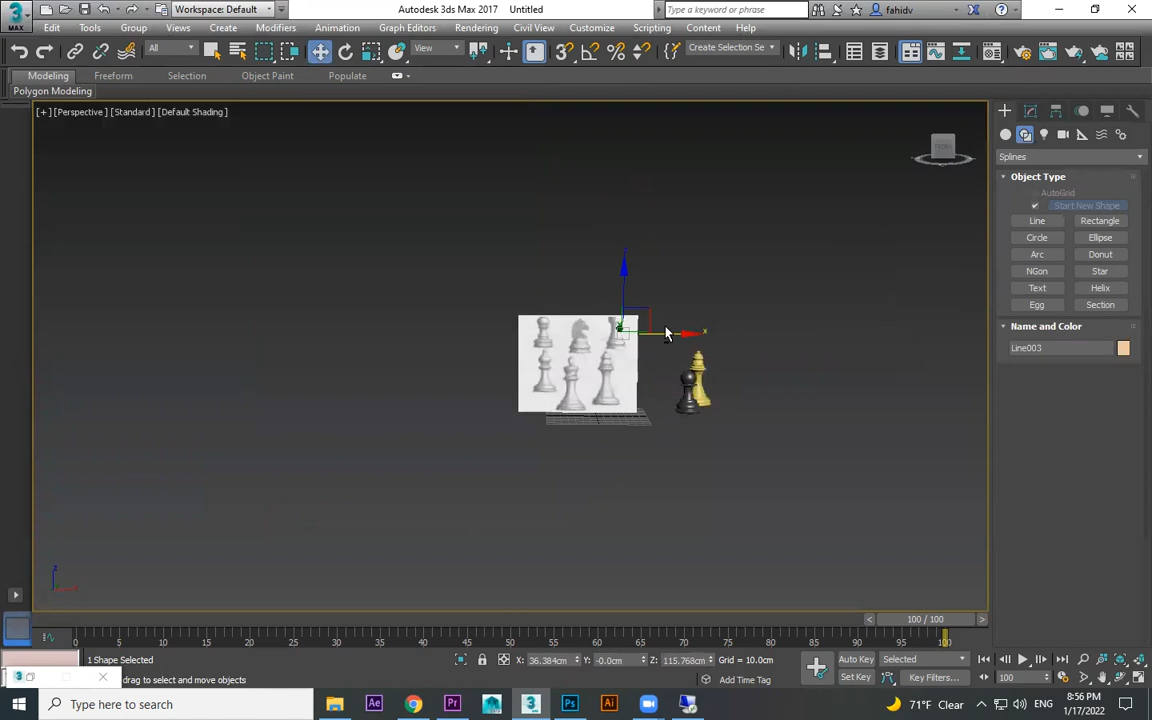 Workspace: Default
Autodesk 3ds Max 2017 Untitled
Type a keyword or phrase
fahidv
MAX
Edit Tools Group Views Create Modifiers Animation Graph Editors Rendering Civil View Customize Scripting Content Help
All
View
Create Selection Se
Modeling Freeform Selection Object Paint Populate
Polygon Modeling
[+] [Perspective] [Standard] [Default Shading]
Splines
Object Type
AutoGrid
Start New Shape
Line Rectangle
Circle Ellipse
Arc Donut
NGon Star
Text Helix
Egg Section
Name and Color
Line003
x
z
100 / 100
0 5 10 15 20 25 30 35 40 45 50 55 60 65 70 75 80 85 90 95 100
1 Shape Selected
X: 36.384cm Y: -0.0cm Z: 115.768cm Grid = 10.0cm
Auto Key Selected
drag to select and move objects
Add Time Tag
Set Key Key Filters...
100
Type here to search
71°F Clear
ENG
8:56 PM
1/17/2022